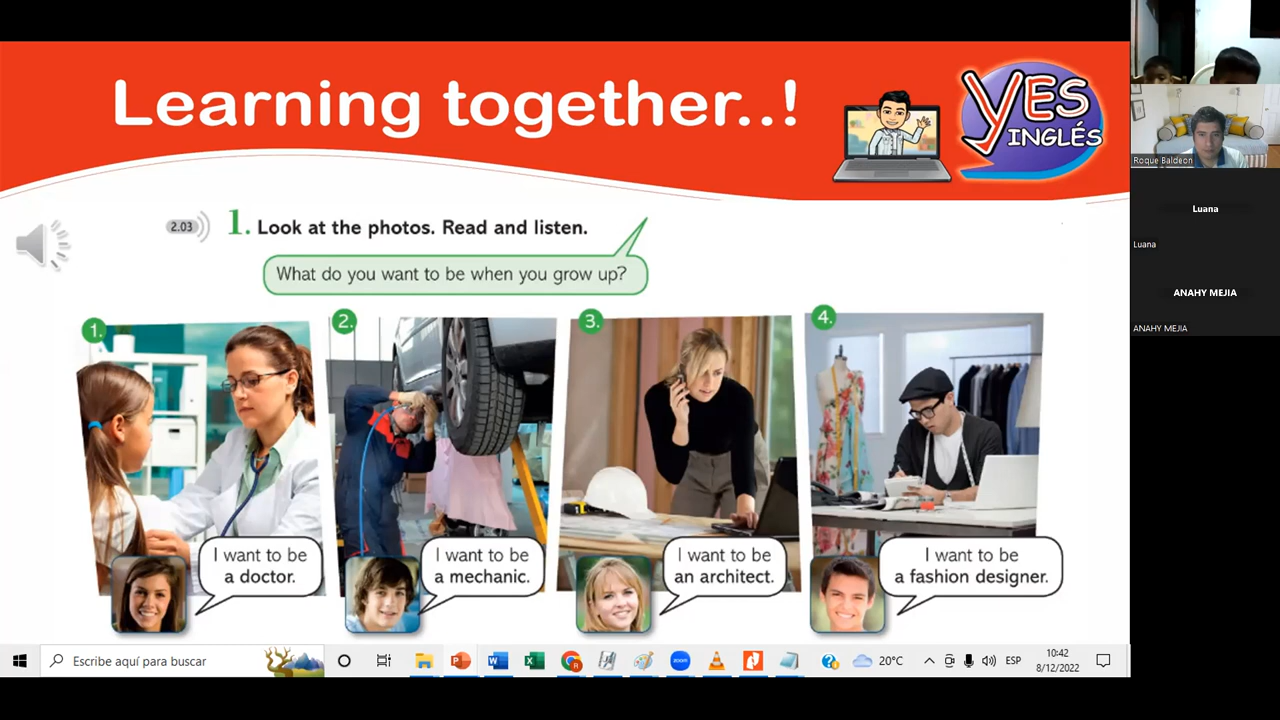 Learning together..!
YES
INGLÉS
2.03
1. Look at the photos. Read and listen.
What do you want to be when you grow up?
1.
2.
3.
4.
I want to be
a doctor.
I want to be
a mechanic.
I want to be
an architect.
I want to be
a fashion designer.
Roque Baldeon
Luana
Luana
ANAHY MEJIA
ANAHY MEJIA
Escribe aquí para buscar
zoom
20°C
ESP
10:42
8/12/2022